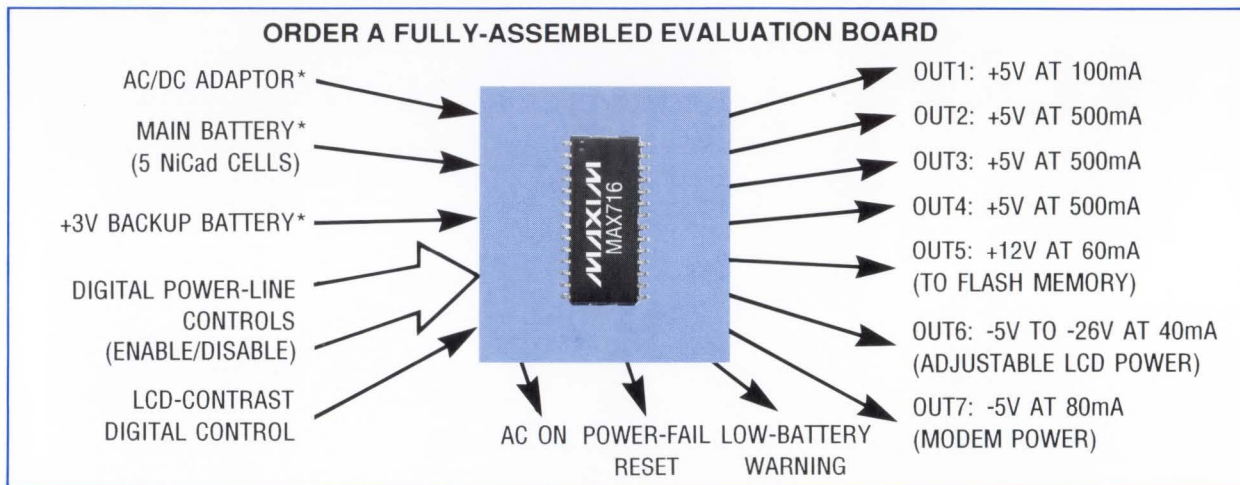 ORDER A FULLY-ASSEMBLED EVALUATION BOARD
AC/DC ADAPTOR*
MAIN BATTERY*
(5 NiCad CELLS)
+3V BACKUP BATTERY*
DIGITAL POWER-LINE
CONTROLS
(ENABLE/DISABLE)
LCD-CONTRAST
DIGITAL CONTROL
MAXIM
MAX716
AC ON
POWER-FAIL
RESET
LOW-BATTERY
WARNING
OUT1: +5V AT 100mA
OUT2: +5V AT 500mA
OUT3: +5V AT 500mA
OUT4: +5V AT 500mA
OUT5: +12V AT 60mA
(TO FLASH MEMORY)
OUT6: -5V TO -26V AT 40mA
(ADJUSTABLE LCD POWER)
OUT7: -5V AT 80mA
(MODEM POWER)